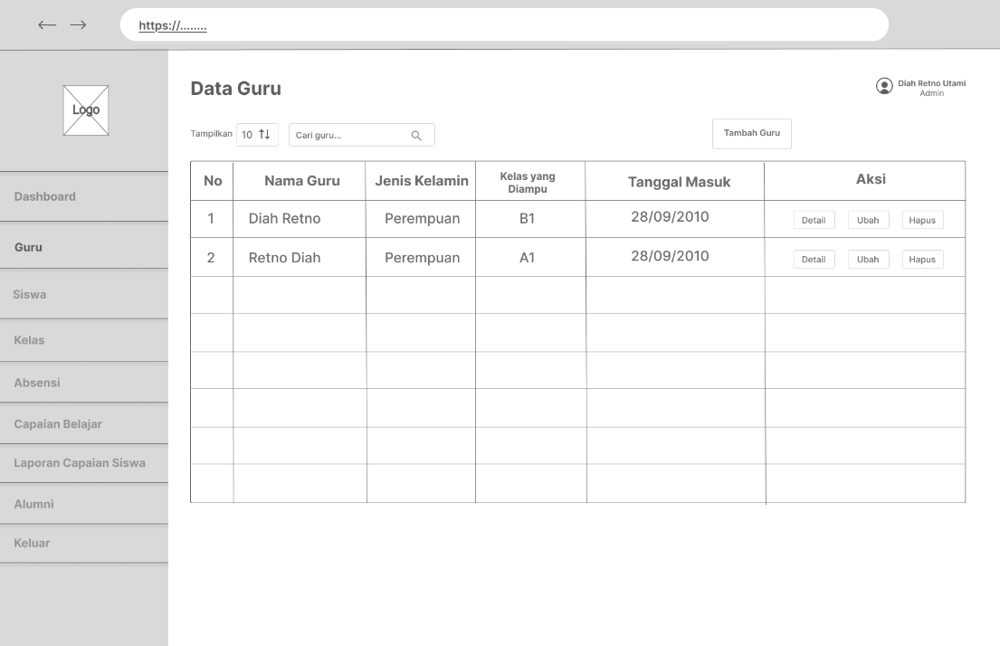 https://........
Logo
Dashboard
Guru
Siswa
Kelas
Absensi
Capaian Belajar
Laporan Capaian Siswa
Alumni
Keluar
Data Guru
Diah Retno Utami
Admin
Tampilkan 10 Cari guru... Tambah Guru
No Nama Guru Jenis Kelamin Kelas yang Diampu Tanggal Masuk Aksi
1 Diah Retno Perempuan B1 28/09/2010 Detail Ubah Hapus
2 Retno Diah Perempuan A1 28/09/2010 Detail Ubah Hapus